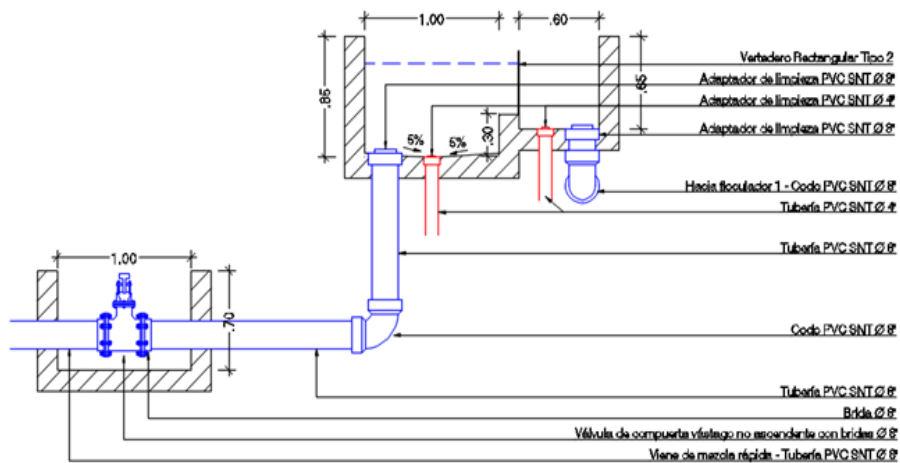 1.00
.60
.85
.65
.30
5%
5%
Vertedero Rectangular Tipo 2
Adaptador de limpieza PVC SNT Ø 8"
Adaptador de limpieza PVC SNT Ø 4"
Adaptador de limpieza PVC SNT Ø 8"
Hacia floculador 1 - Codo PVC SNT Ø 8"
Tubería PVC SNT Ø 4"
Tubería PVC SNT Ø 8"
1.00
.70
Codo PVC SNT Ø 8"
Tubería PVC SNT Ø 8"
Brida Ø 8"
Válvula de compuerta vástago no ascendente con bridas Ø 8"
Viene de mezcla rápida - Tubería PVC SNT Ø 8"